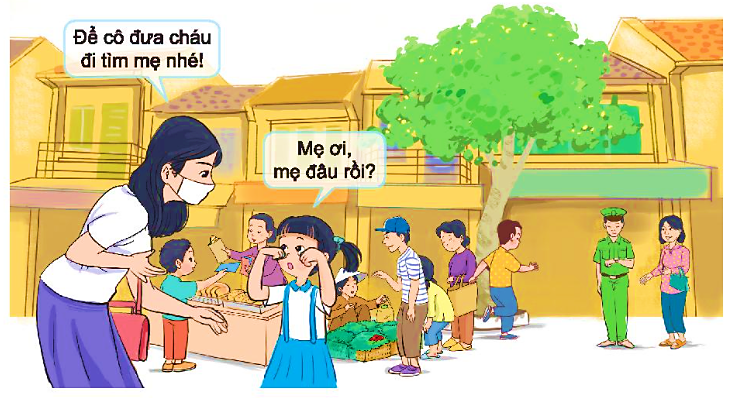 Để cô đưa cháu
đi tìm mẹ nhé!
Mẹ ơi,
mẹ đâu rồi?